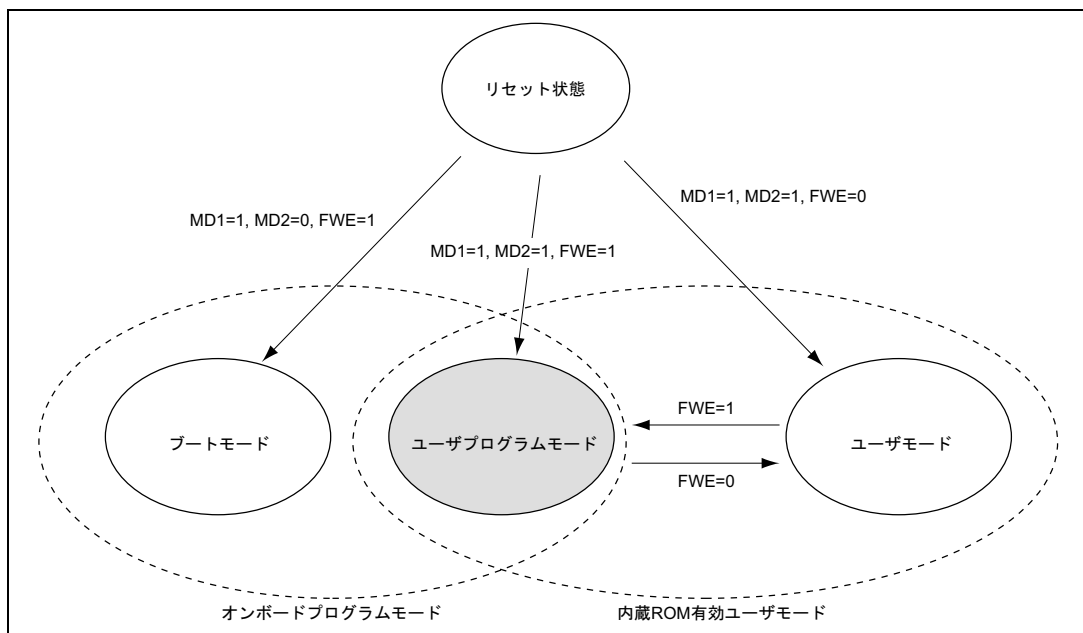 リセット状態
MD1=1, MD2=0, FWE=1
MD1=1, MD2=1, FWE=1
MD1=1, MD2=1, FWE=0
ブートモード
ユーザプログラムモード
FWE=1
FWE=0
ユーザモード
オンボードプログラムモード
内蔵ROM有効ユーザモード